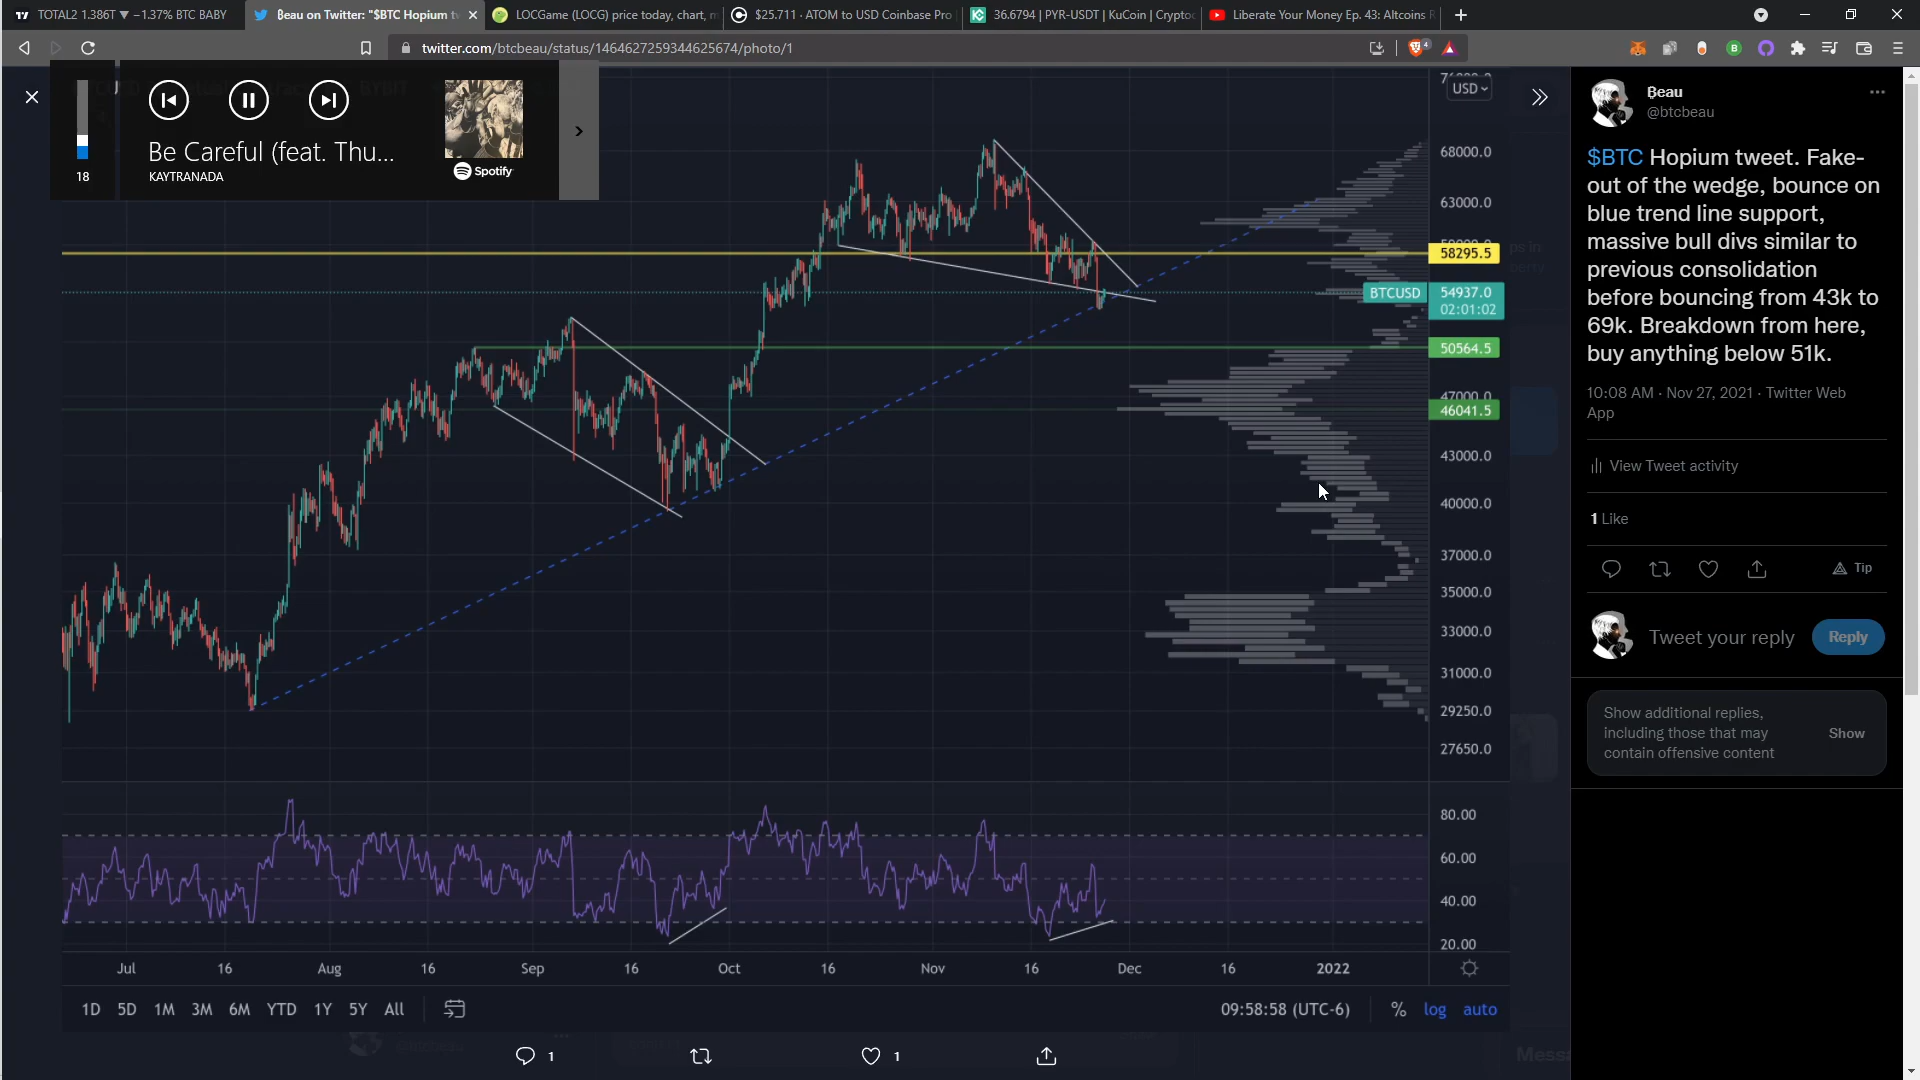 TOTAL2 1.386T ▼ −1.37% BTC BABY
Beau on Twitter: "$BTC Hopium tw
LOCGame (LOCG) price today, chart, m
$25.711 · ATOM to USD Coinbase Pro
36.6794 | PYR-USDT | KuCoin | Crypto
Liberate Your Money Ep. 43: Altcoins R
twitter.com/btcbeau/status/1464627259344625674/photo/1
4
18
Be Careful (feat. Thu...
KAYTRANADA
Spotify
USD
68000.0
63000.0
58295.5
BTCUSD
54937.0
02:01:02
50564.5
47000.0
46041.5
43000.0
40000.0
37000.0
35000.0
33000.0
31000.0
29250.0
27650.0
80.00
60.00
40.00
20.00
Jul 16 Aug 16 Sep 16 Oct 16 Nov 16 Dec 16 2022
1D 5D 1M 3M 6M YTD 1Y 5Y All
09:58:58 (UTC-6) % log auto
1
1
Beau
@btcbeau
$BTC Hopium tweet. Fake-
out of the wedge, bounce on
blue trend line support,
massive bull divs similar to
previous consolidation
before bouncing from 43k to
69k. Breakdown from here,
buy anything below 51k.
10:08 AM · Nov 27, 2021 · Twitter Web
App
View Tweet activity
1 Like
Tip
Tweet your reply
Reply
Show additional replies,
including those that may
contain offensive content
Show